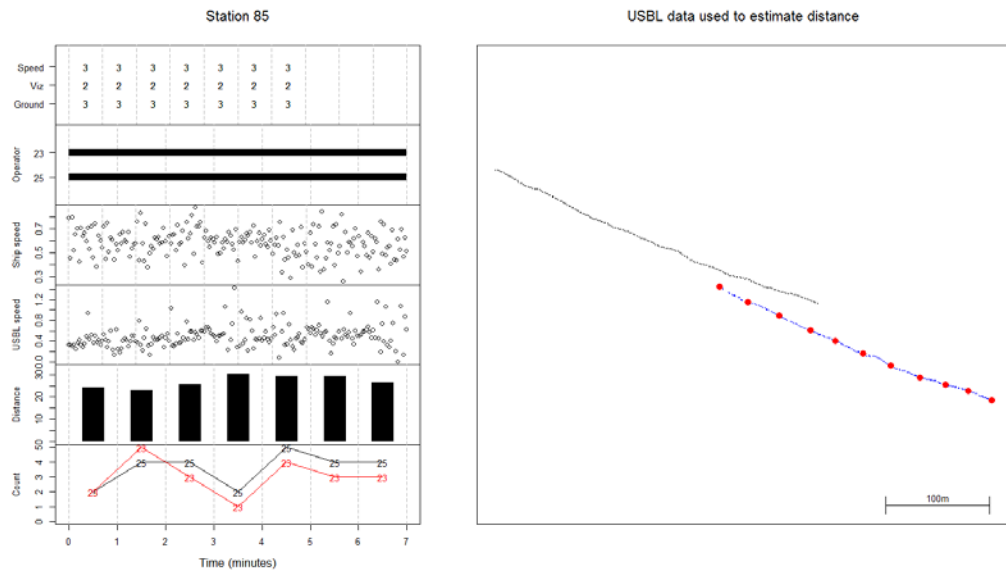 Station 85
Speed 3 3 3 3 3 3 3
Viz 2 2 2 2 2 2 2
Ground 3 3 3 3 3 3 3
Operator
23
25
Ship speed
0.7
0.5
0.3
USBL speed
1.2
0.8
0.4
0.0
Distance
30
20
10
0
Count
5
4
3
2
1
0
23 25 25 25 25 25 25
23 23 23 23 23 23
0 1 2 3 4 5 6 7
Time (minutes)
USBL data used to estimate distance
100m